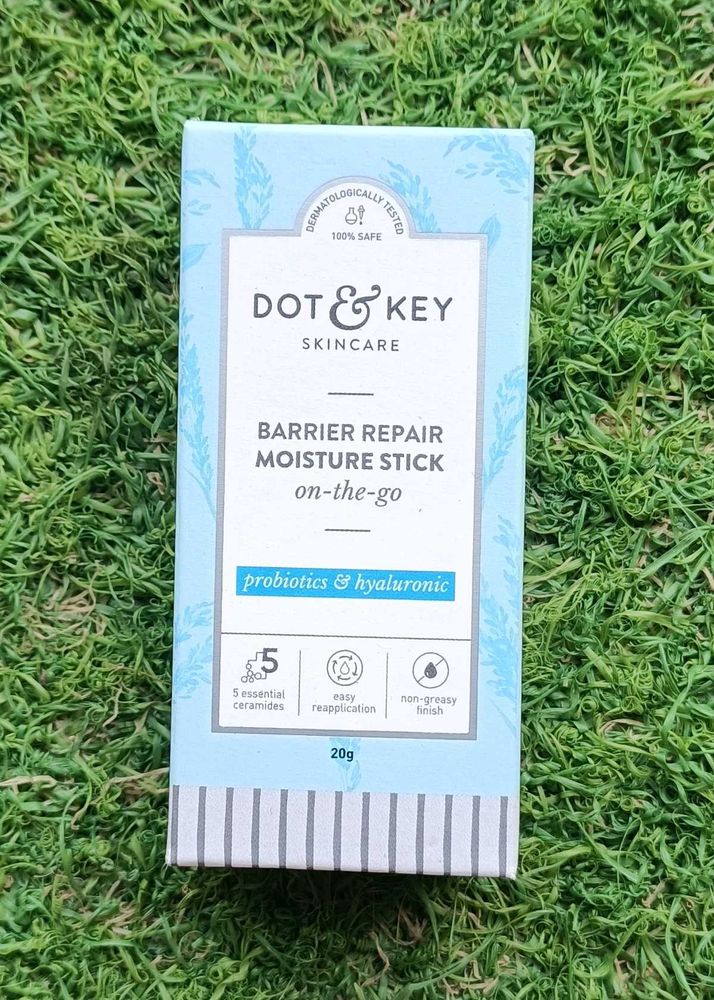 DERMATOLOGICALLY TESTED
100% SAFE
DOT & KEY
SKINCARE
BARRIER REPAIR
MOISTURE STICK
on-the-go
probiotics & hyaluronic
5
5 essential
ceramides
easy
reapplication
non-greasy
finish
20g